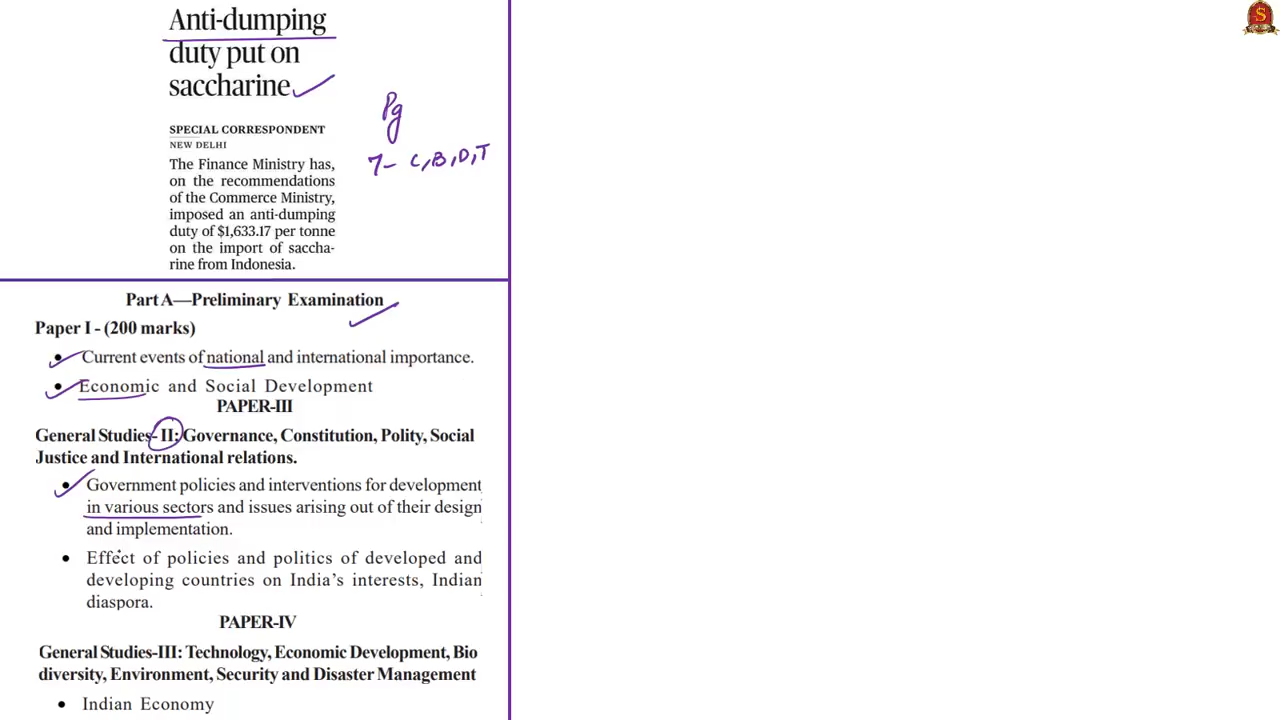 Anti-dumping
duty put on
saccharine
Pg
7- C, B, D, T
SPECIAL CORRESPONDENT
NEW DELHI
The Finance Ministry has,
on the recommendations
of the Commerce Ministry,
imposed an anti-dumping
duty of $1,633.17 per tonne
on the import of saccha-
rine from Indonesia.
Part A—Preliminary Examination
Paper I - (200 marks)
• Current events of national and international importance.
• Economic and Social Development
PAPER-III
General Studies-II: Governance, Constitution, Polity, Social
Justice and International relations.
• Government policies and interventions for development
in various sectors and issues arising out of their design
and implementation.
• Effect of policies and politics of developed and
developing countries on India's interests, Indian
diaspora.
PAPER-IV
General Studies-III: Technology, Economic Development, Bio
diversity, Environment, Security and Disaster Management
• Indian Economy